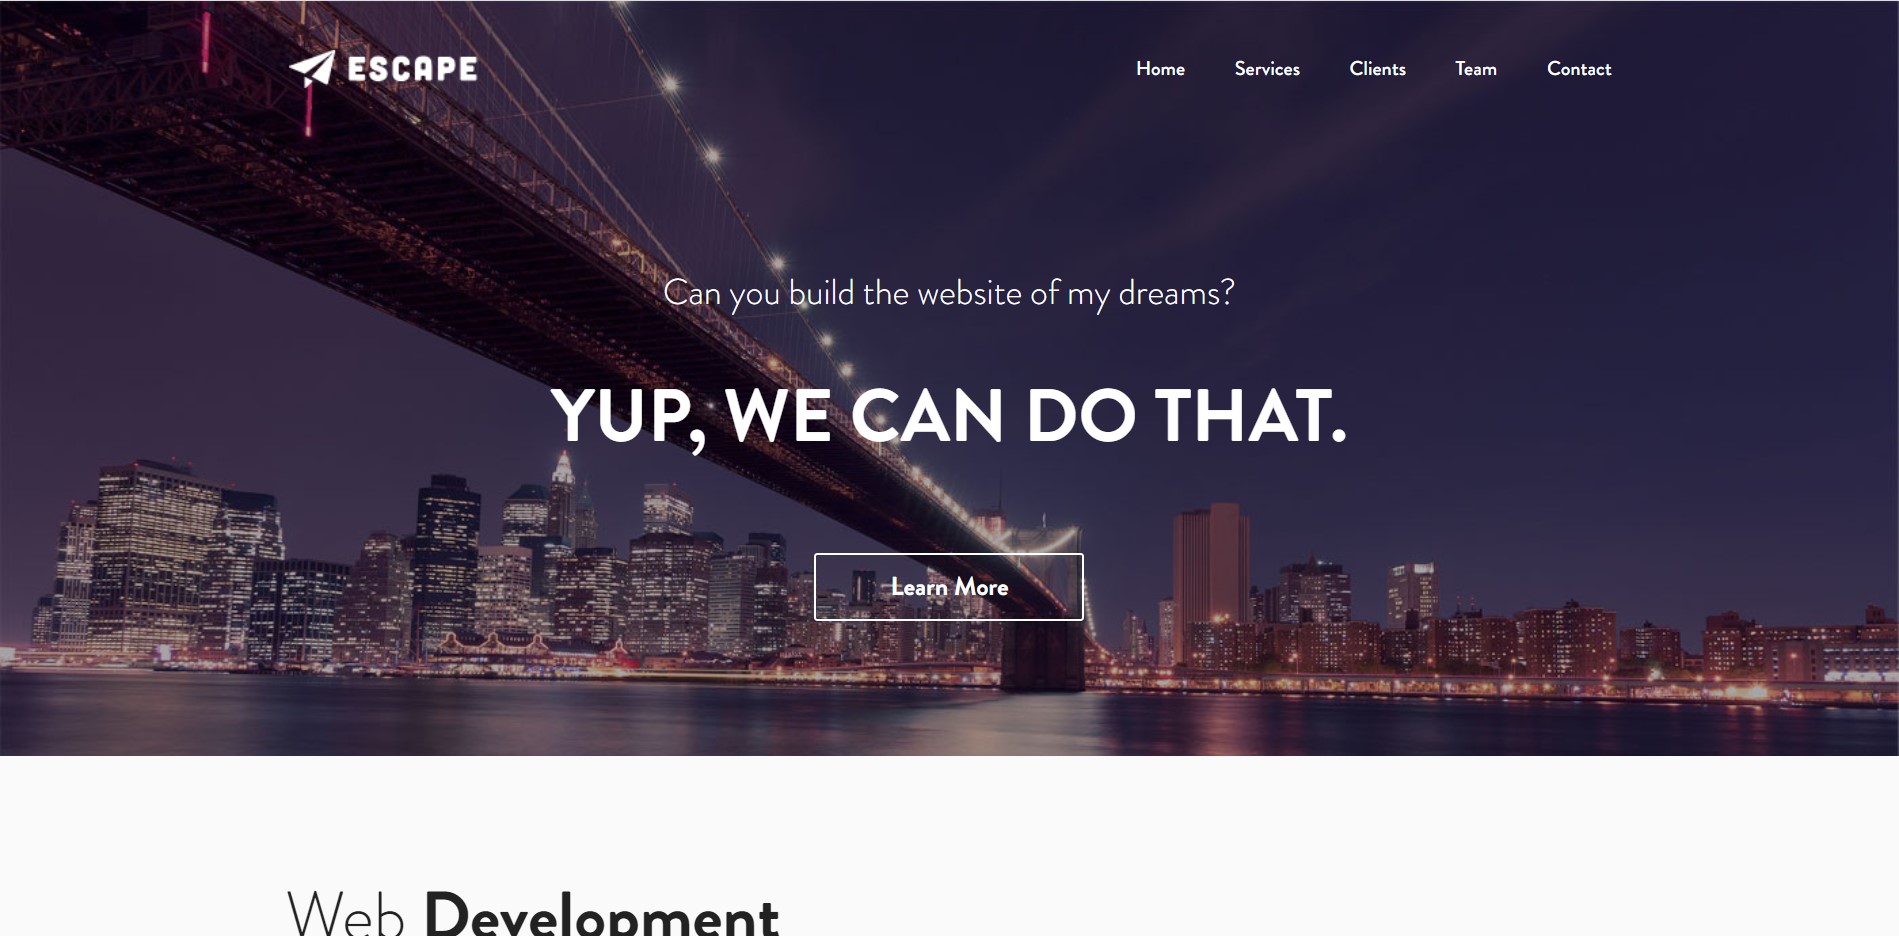 ESCAPE
Home Services Clients Team Contact
Can you build the website of my dreams?
YUP, WE CAN DO THAT.
Learn More
Web Development